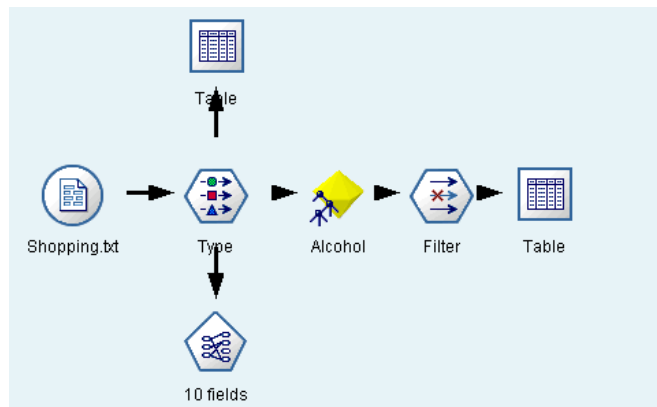 Table
Shopping.txt
Type
Alcohol
Filter
Table
10 fields